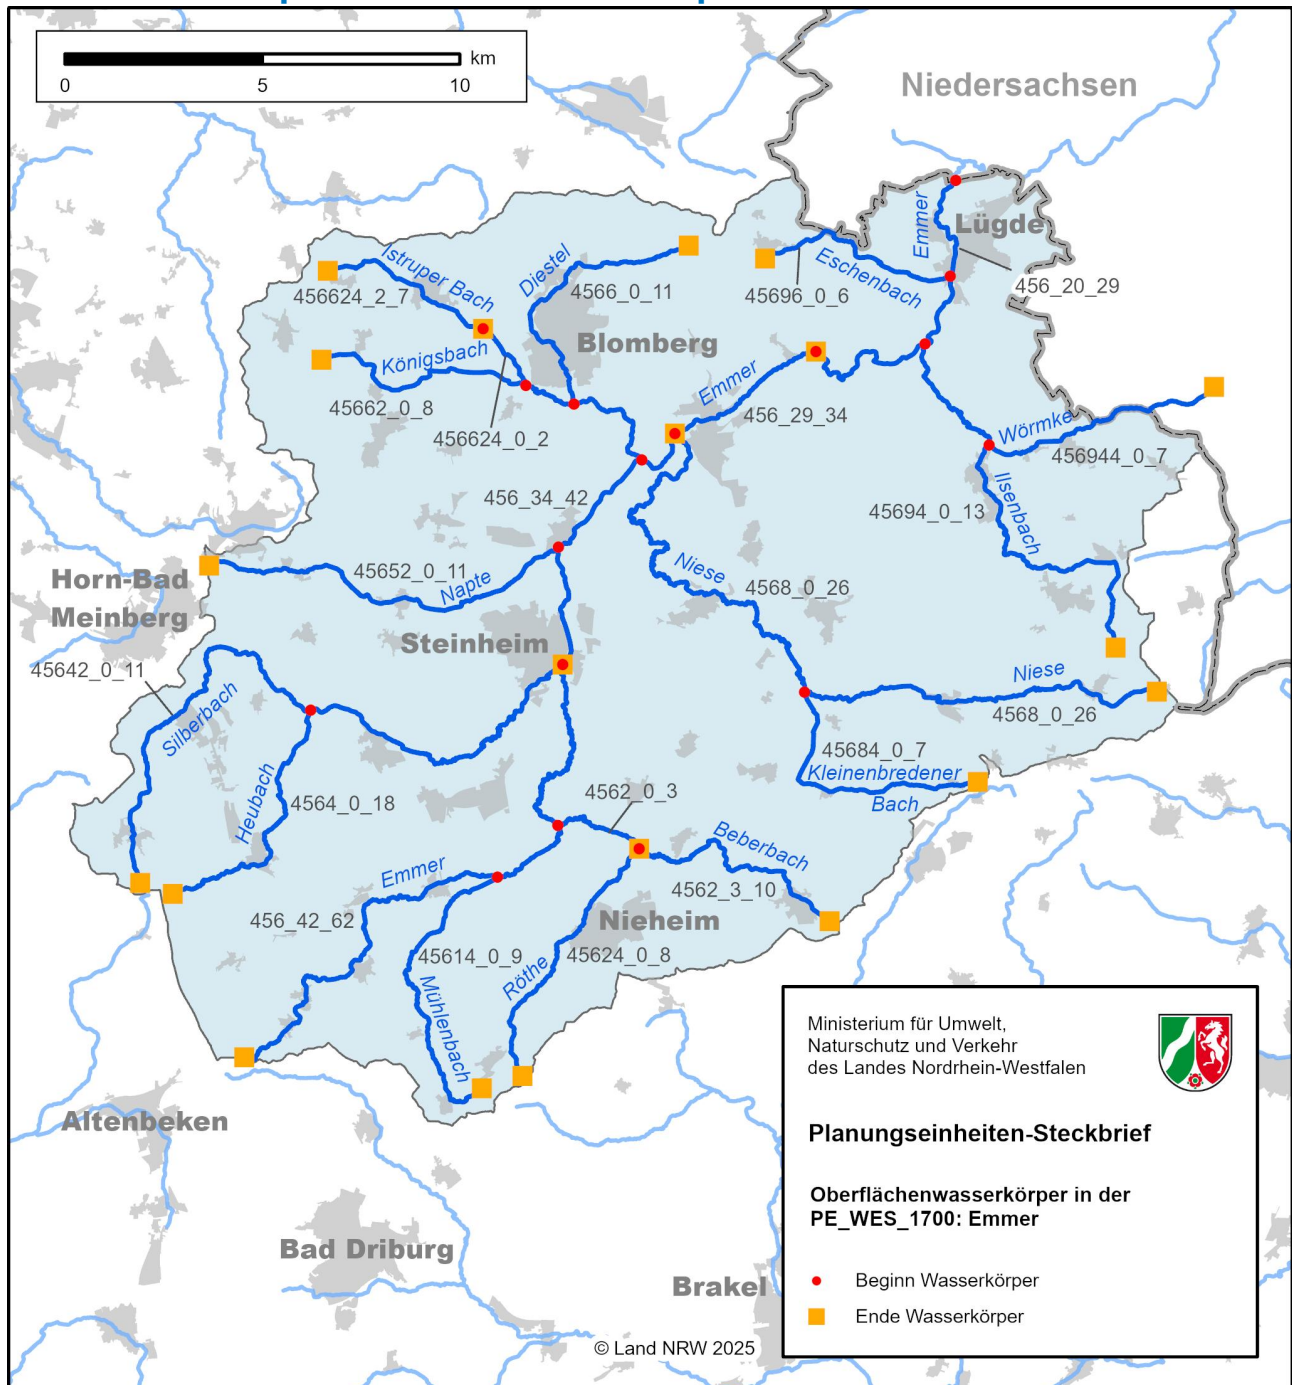 km
0 5 10
Niedersachsen
Emmer
Lügde
Istruper Bach
Diestel
Eschenbach
456624_2_7
4566_0_11
45696_0_6
456_20_29
Blomberg
Königsbach
Emmer
45662_0_8
456624_0_2
456_29_34
Wörmke
456944_0_7
456_34_42
45694_0_13
Ilsenbach
Horn-Bad
Meinberg
45652_0_11
Napte
Niese
4568_0_26
Steinheim
45642_0_11
Silberbach
Niese
4568_0_26
45684_0_7
Kleinenbredener
Bach
Heubach
4564_0_18
4562_0_3
Beberbach
Emmer
4562_3_10
456_42_62
Nieheim
45614_0_9
45624_0_8
Röthe
Mühlenbach
Altenbeken
Bad Driburg
Brakel
© Land NRW 2025
Ministerium für Umwelt,
Naturschutz und Verkehr
des Landes Nordrhein-Westfalen
Planungseinheiten-Steckbrief
Oberflächenwasserkörper in der
PE_WES_1700: Emmer
Beginn Wasserkörper
Ende Wasserkörper